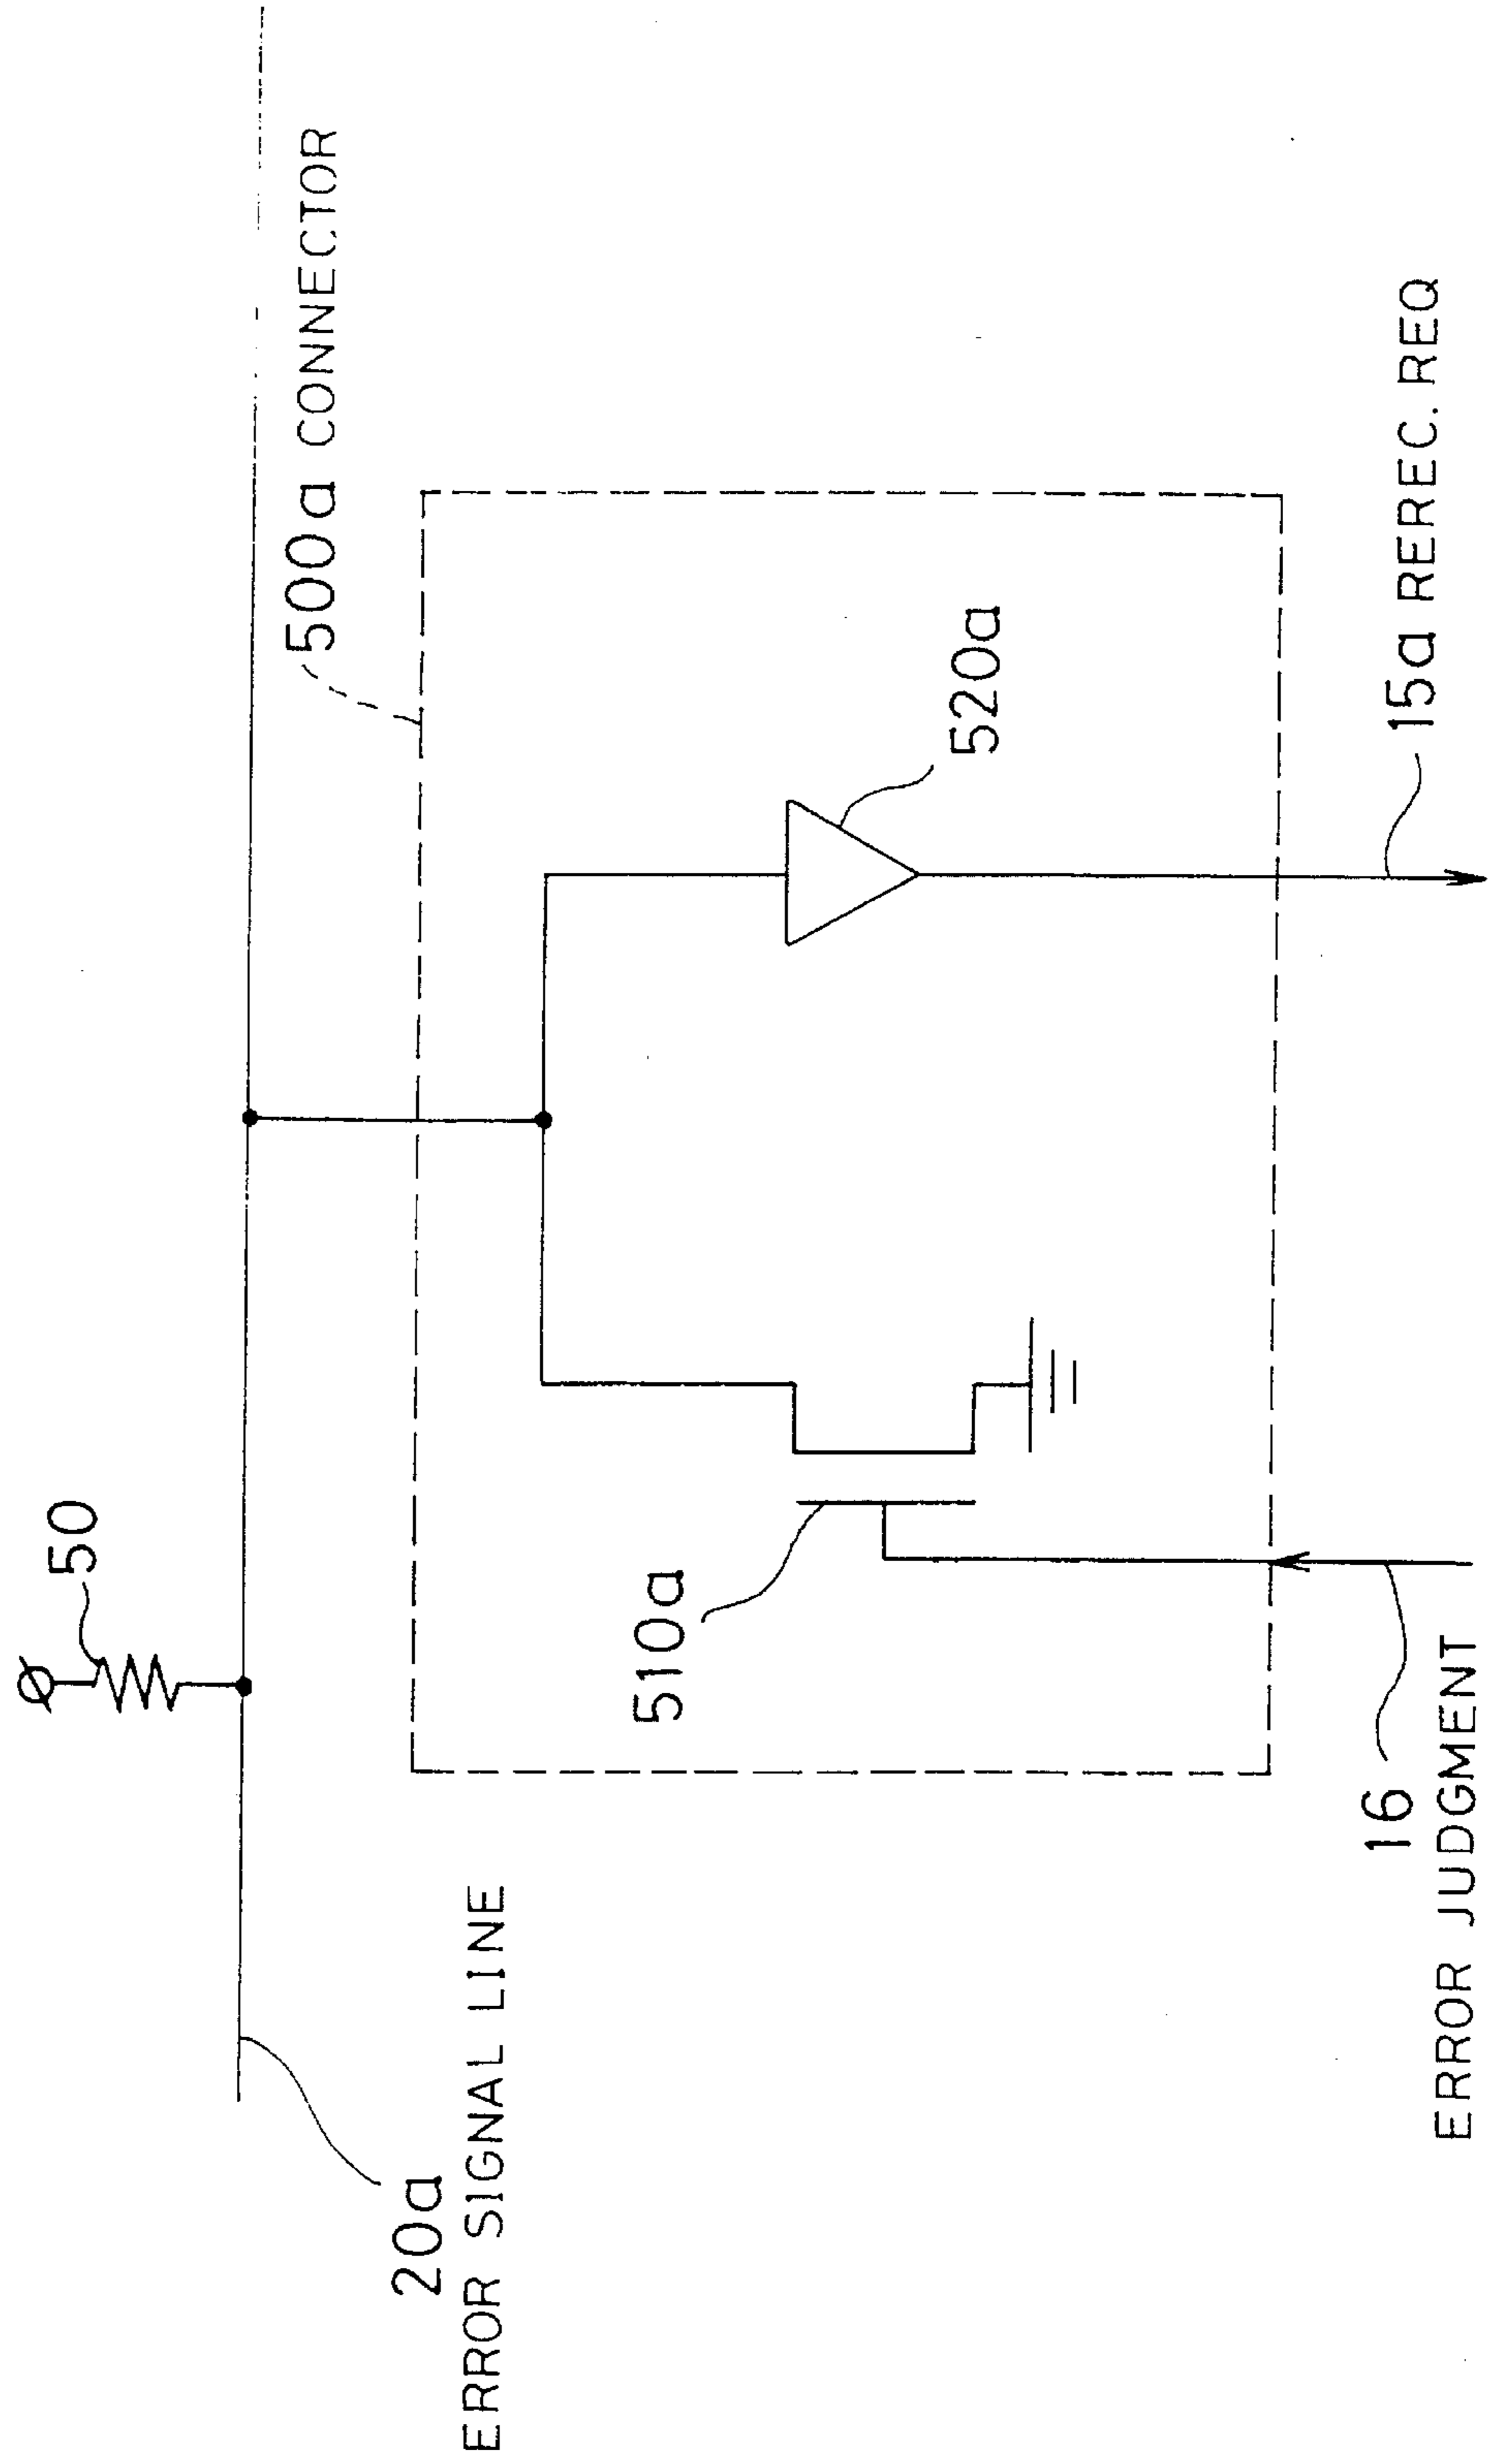 50
500a CONNECTOR
20a
ERROR SIGNAL LINE
510a
520a
16
ERROR JUDGMENT
15a REREC. REQ